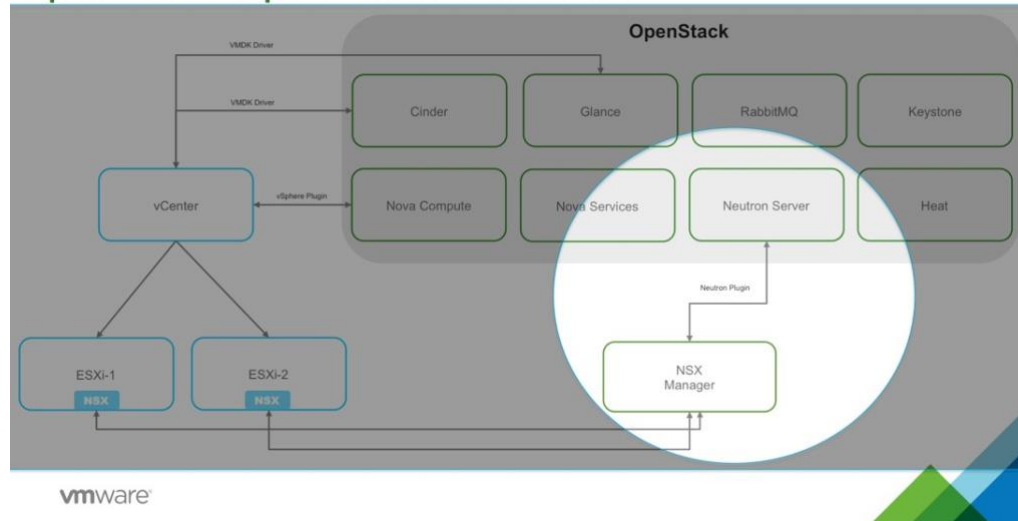 OpenStack
VMDK Driver
VMDK Driver
Cinder
Glance
RabbitMQ
Keystone
vCenter
vSphere Plugin
Nova Compute
Nova Services
Neutron Server
Heat
Neutron Plugin
ESXi-1
NSX
ESXi-2
NSX
NSX
Manager
vmware